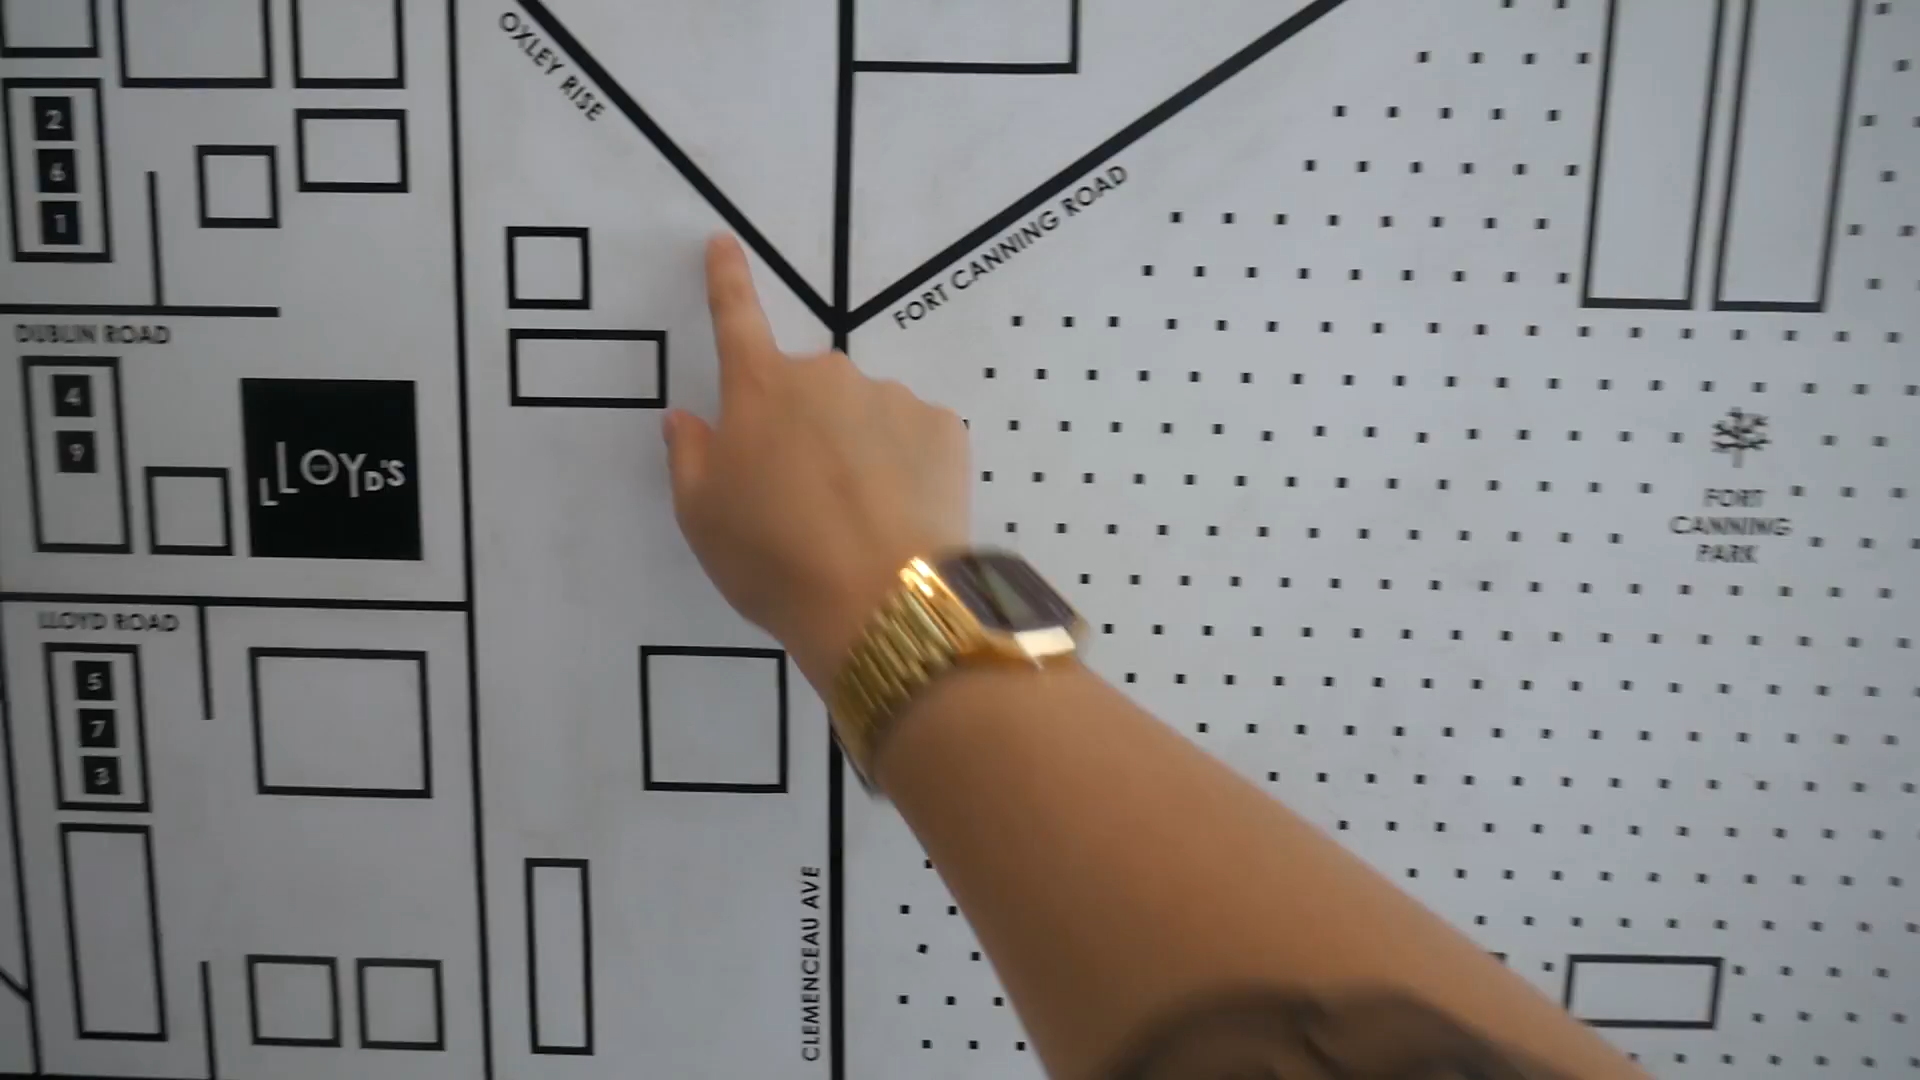 OXLEY RISE
2
6
1
FORT CANNING ROAD
DUBLIN ROAD
4
9
LLOYD'S
FORT
CANNING
PARK
LLOYD ROAD
5
7
3
CLEMENCEAU AVE